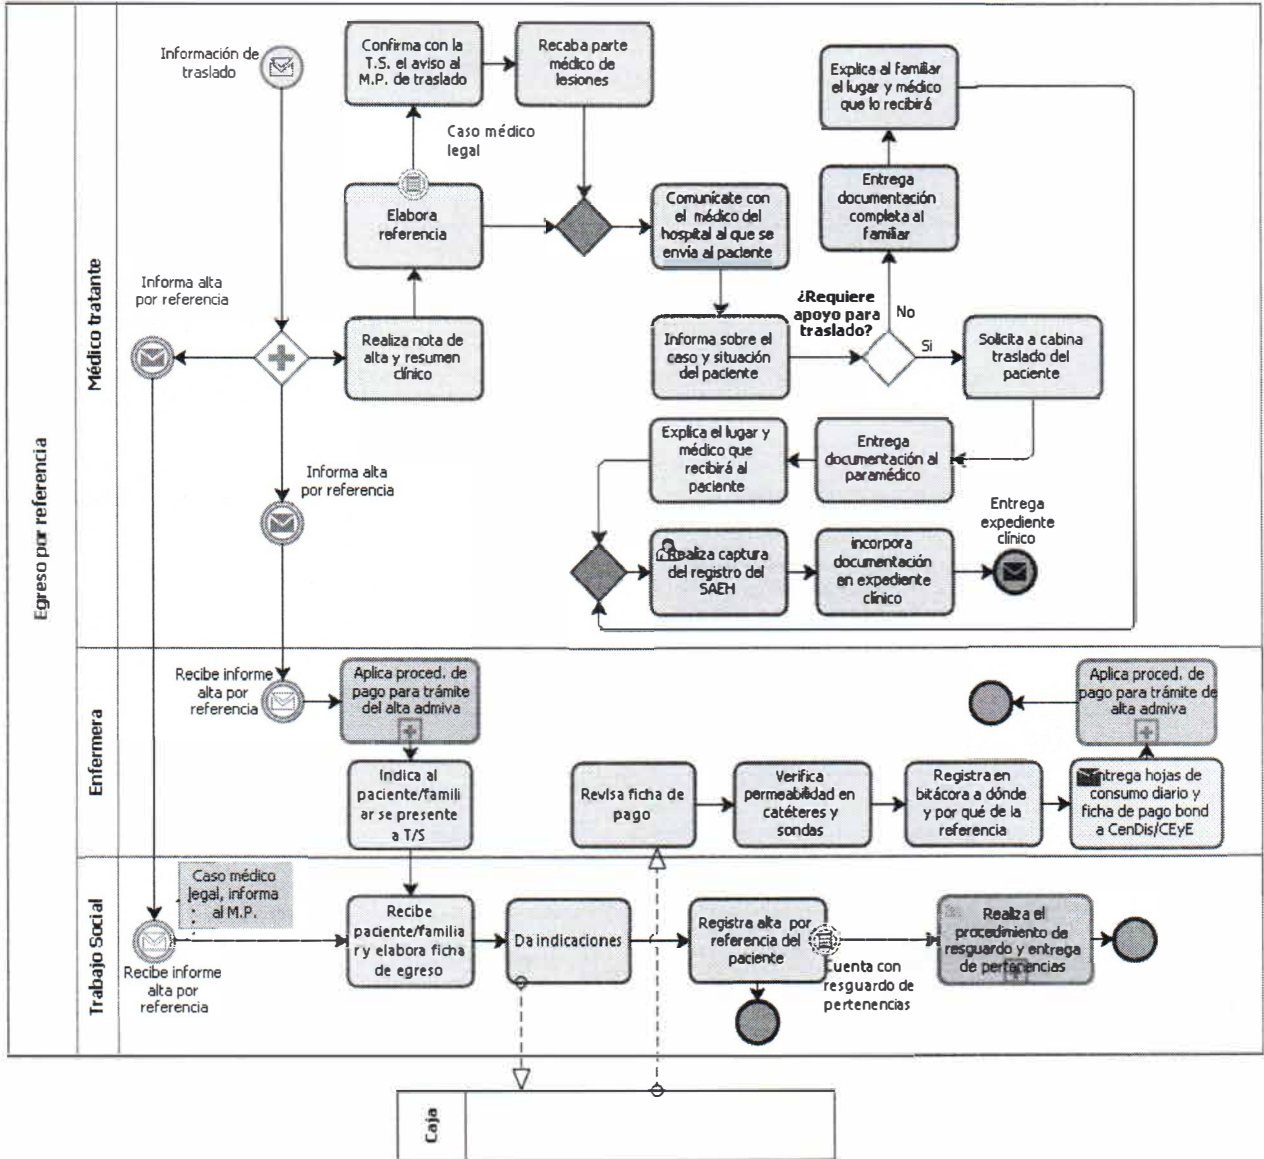 Egreso por referencia
Médico tratante
Información de
traslado
Confirma con la
T.S. el aviso al
M.P. de traslado
Recaba parte
médico de
lesiones
Explica al familiar
el lugar y médico
que lo recibirá
Caso médico
legal
Elabora
referencia
Comunícate con
el médico del
hospital al que se
envía al paciente
Entrega
documentación
completa al
familiar
Informa alta
por referencia
Realiza nota de
alta y resumen
clínico
Informa sobre el
caso y situación
del paciente
¿Requiere
apoyo para
traslado?
No
Si
Solicita a cabina
traslado del
paciente
Informa alta
por referencia
Explica el lugar y
médico que
recibirá al
paciente
Entrega
documentación al
paramédico
Entrega
expediente
clínico
Realiza captura
del registro del
SAEH
incorpora
documentación
en expediente
clínico
Enfermera
Recibe informe
alta por
referencia
Aplica proced. de
pago para trámite
del alta admiva
Aplica proced. de
pago para trámite de
alta admiva
Indica al
paciente/famili
ar se presente
a T/S
Revisa ficha de
pago
Verifica
permeabilidad en
catéteres y
sondas
Registra en
bitácora a dónde
y por qué de la
referencia
Entrega hojas de
consumo diario y
ficha de pago bond
a CenDis/CEyE
Trabajo Social
Caso médico
legal, informa
al M.P.
Recibe informe
alta por
referencia
Recibe
paciente/familia
r y elabora ficha
de egreso
Da indicaciones
Registra alta por
referencia del
paciente
Cuenta con
resguardo de
pertenencias
Realiza el
procedimiento de
resguardo y entrega
de pertenencias
Caja